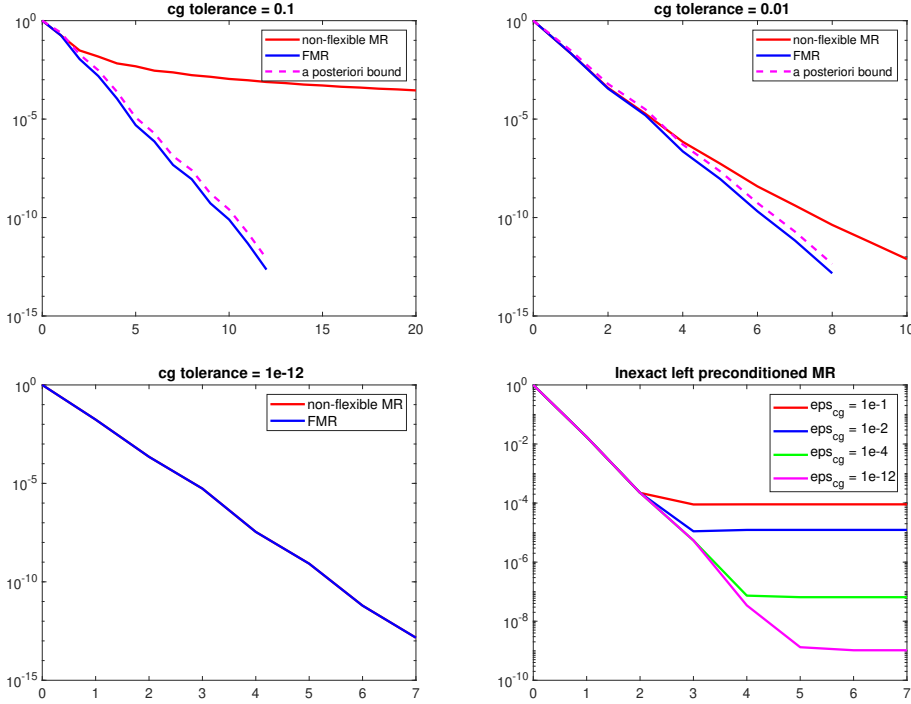 cg tolerance = 0.1
10^0
10^-5
10^-10
10^-15
0 5 10 15 20
non-flexible MR
FMR
a posteriori bound
cg tolerance = 0.01
10^0
10^-5
10^-10
10^-15
0 2 4 6 8 10
non-flexible MR
FMR
a posteriori bound
cg tolerance = 1e-12
10^0
10^-5
10^-10
10^-15
0 1 2 3 4 5 6 7
non-flexible MR
FMR
Inexact left preconditioned MR
10^0
10^-2
10^-4
10^-6
10^-8
10^-10
0 1 2 3 4 5 6 7
eps_cg = 1e-1
eps_cg = 1e-2
eps_cg = 1e-4
eps_cg = 1e-12